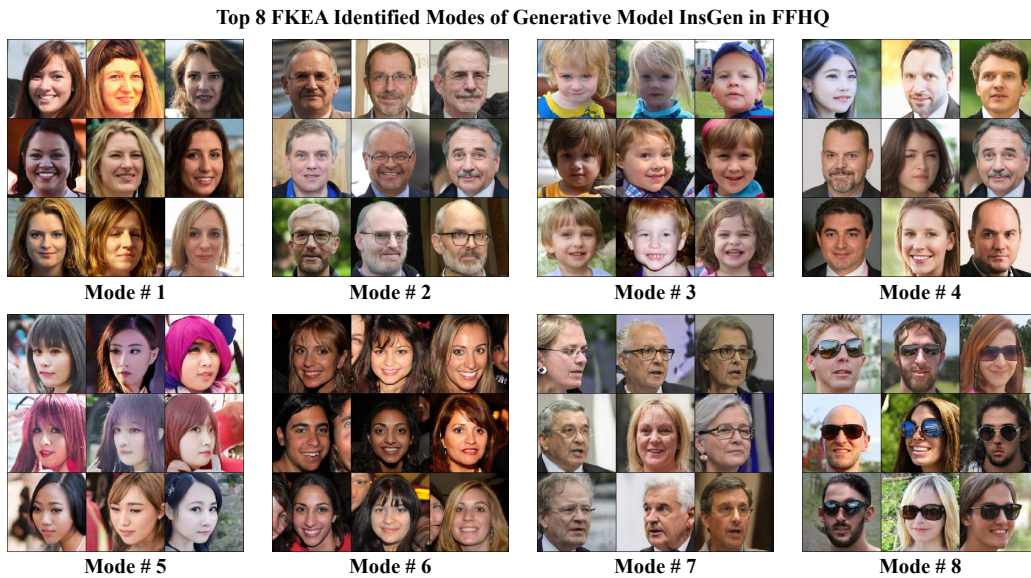 Top 8 FKEA Identified Modes of Generative Model InsGen in FFHQ
Mode # 1
Mode # 2
Mode # 3
Mode # 4
Mode # 5
Mode # 6
Mode # 7
Mode # 8